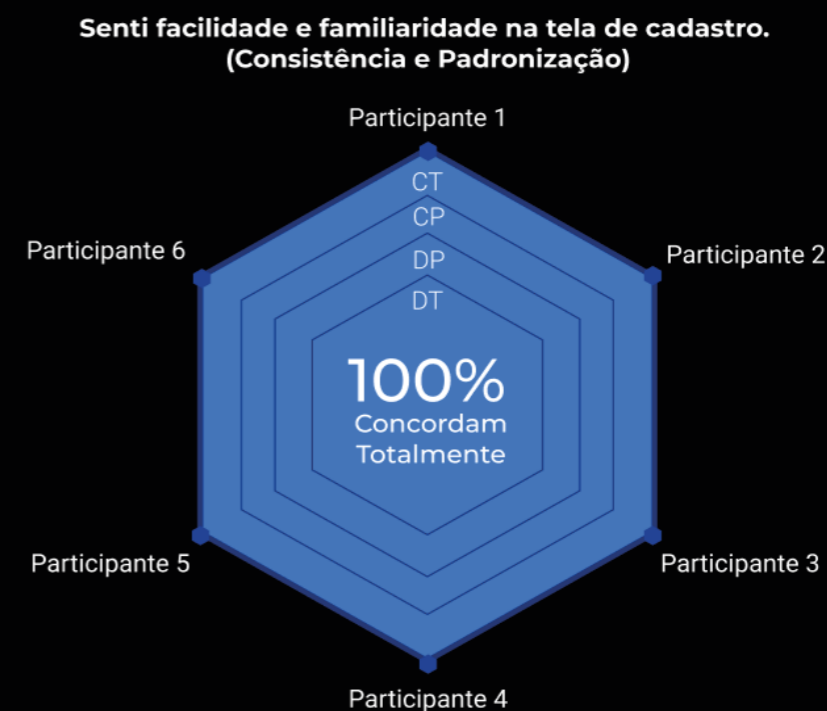 Senti facilidade e familiaridade na tela de cadastro.
(Consistência e Padronização)
Participante 1
CT
CP
Participante 6
Participante 2
DP
DT
100%
Concordam
Totalmente
Participante 5
Participante 3
Participante 4